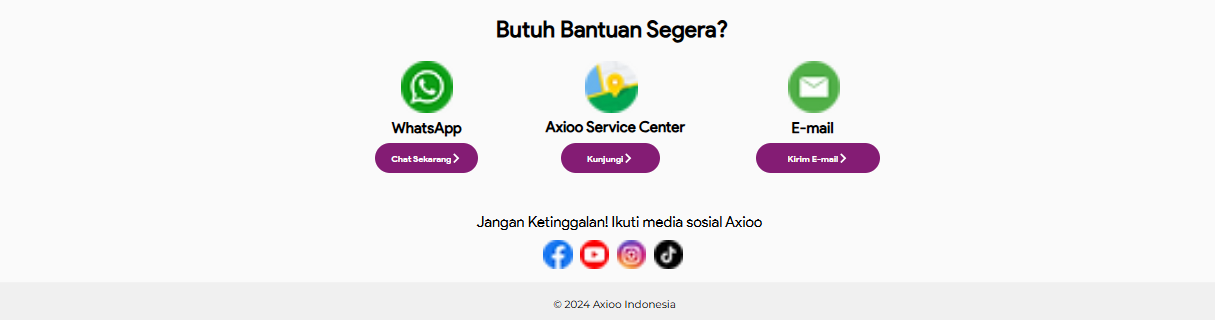 Butuh Bantuan Segera?
WhatsApp
Axioo Service Center
E-mail
Chat Sekarang
Kunjungi
Kirim E-mail
Jangan Ketinggalan! Ikuti media sosial Axioo
© 2024 Axioo Indonesia